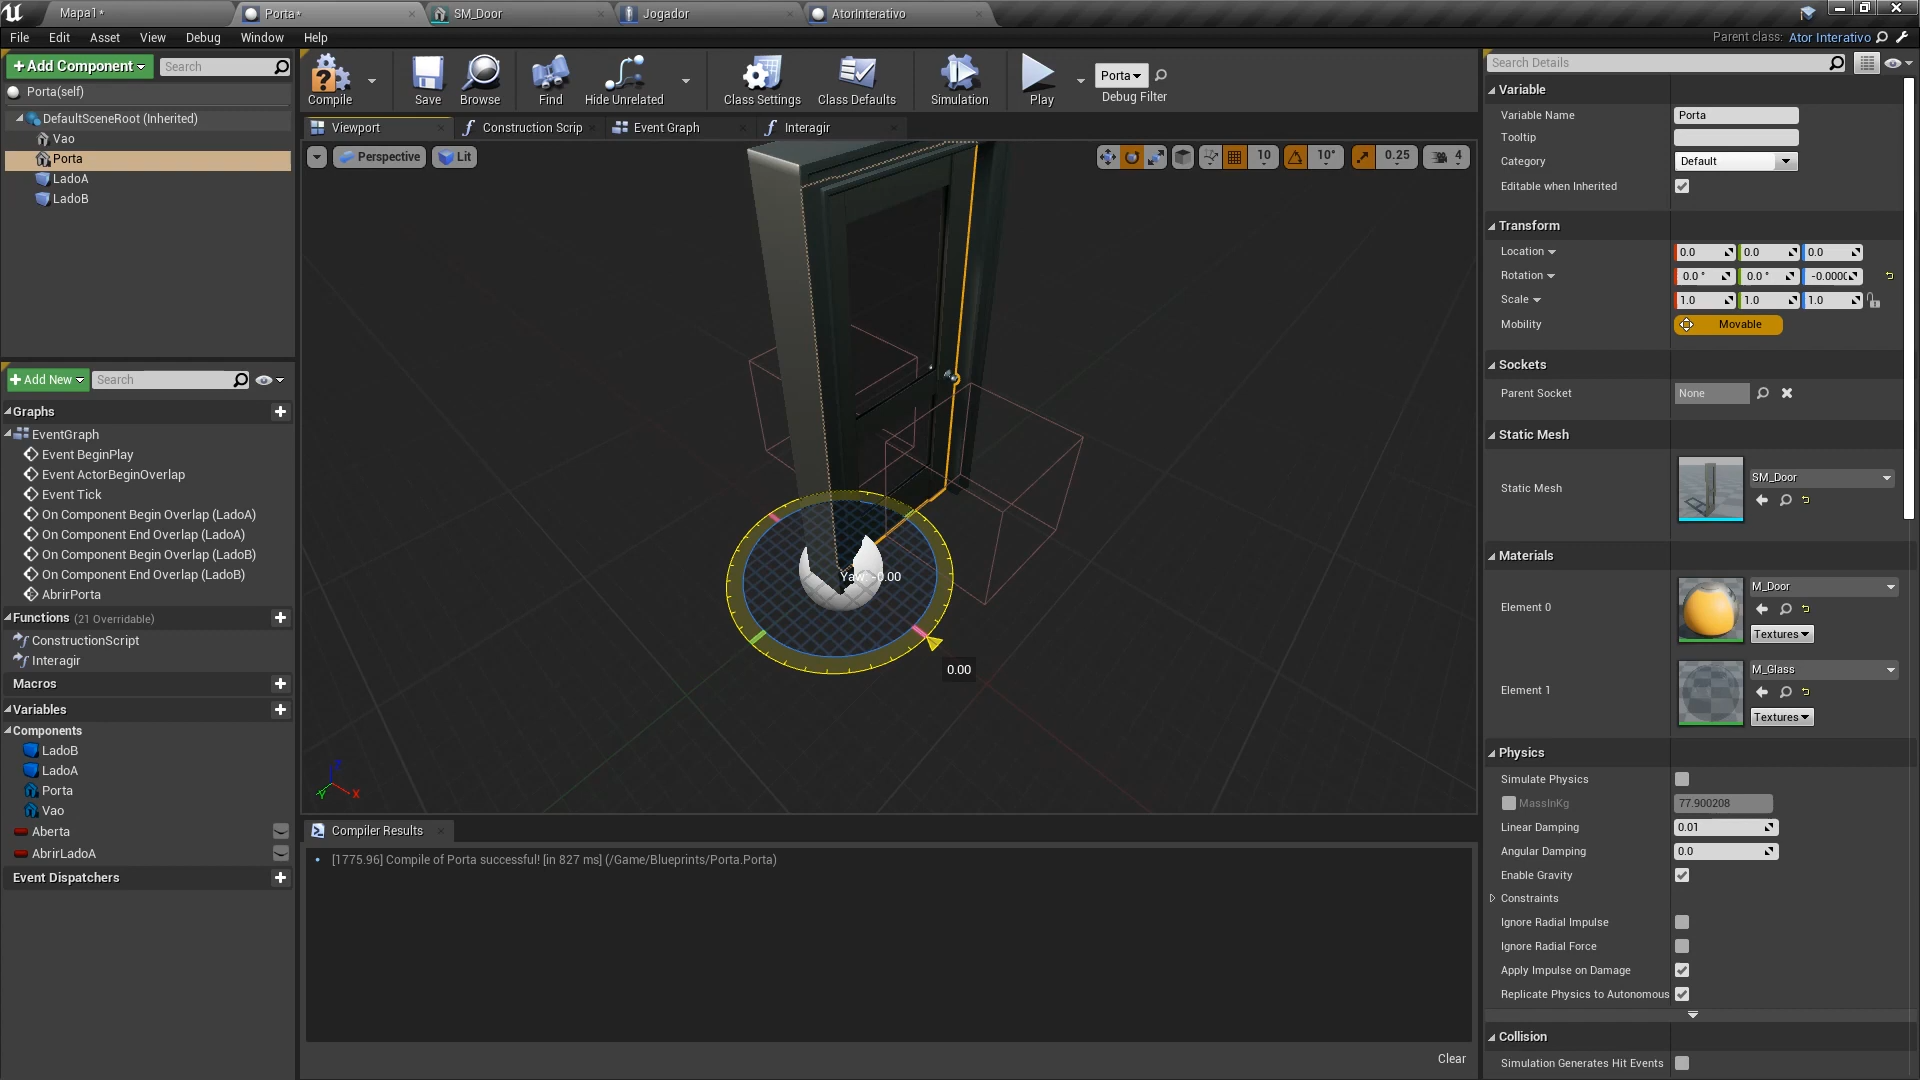 Mapa1*
Porta*
SM_Door
Jogador
AtorInterativo
File Edit Asset View Debug Window Help
Parent class: Ator Interativo
Add Component
Search
Porta(self)
DefaultSceneRoot (Inherited)
Vao
Porta
LadoA
LadoB
Compile
Save
Browse
Find
Hide Unrelated
Class Settings
Class Defaults
Simulation
Play
Porta
Debug Filter
Viewport
Construction Scrip
Event Graph
Interagir
Perspective
Lit
10
10°
0.25
4
Yaw: -0.00
0.00
Z
Y
X
Add New
Search
Graphs
EventGraph
Event BeginPlay
Event ActorBeginOverlap
Event Tick
On Component Begin Overlap (LadoA)
On Component End Overlap (LadoA)
On Component Begin Overlap (LadoB)
On Component End Overlap (LadoB)
AbrirPorta
Functions (21 Overridable)
ConstructionScript
Interagir
Macros
Variables
Components
LadoB
LadoA
Porta
Vao
Aberta
AbrirLadoA
Event Dispatchers
Compiler Results
[1775.96] Compile of Porta successful! [in 827 ms] (/Game/Blueprints/Porta.Porta)
Clear
Search Details
Variable
Variable Name Porta
Tooltip
Category Default
Editable when Inherited
Transform
Location 0.0 0.0 0.0
Rotation 0.0 ° 0.0 ° -0.000
Scale 1.0 1.0 1.0
Mobility Movable
Sockets
Parent Socket None
Static Mesh
Static Mesh SM_Door
Materials
Element 0 M_Door
Textures
Element 1 M_Glass
Textures
Physics
Simulate Physics
MassInKg 77.900208
Linear Damping 0.01
Angular Damping 0.0
Enable Gravity
Constraints
Ignore Radial Impulse
Ignore Radial Force
Apply Impulse on Damage
Replicate Physics to Autonomous
Collision
Simulation Generates Hit Events